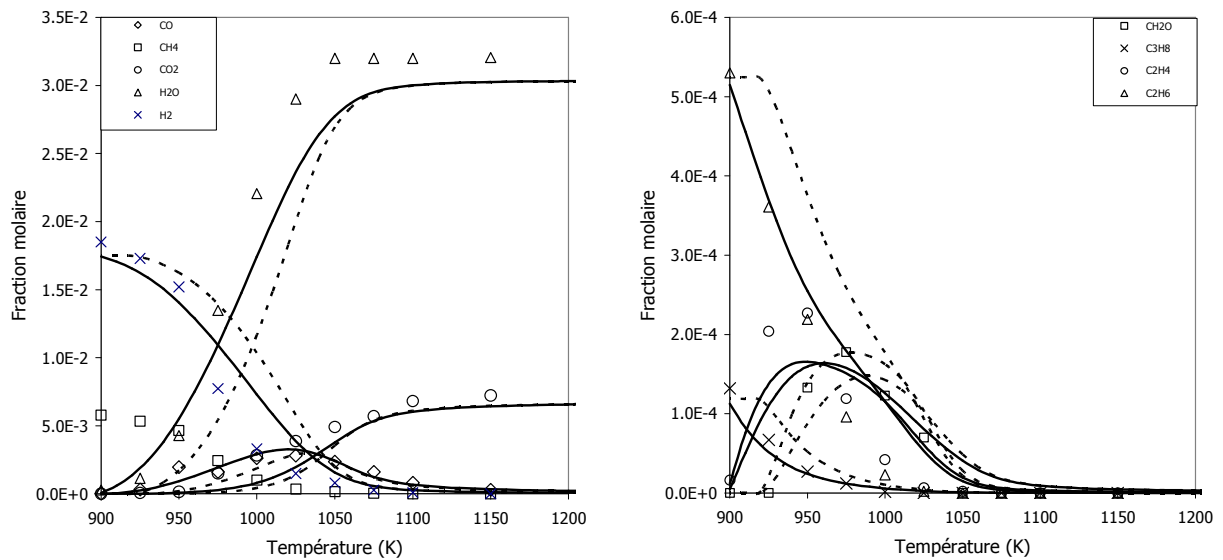 3.5E-2
3.0E-2
2.5E-2
2.0E-2
1.5E-2
1.0E-2
5.0E-3
0.0E+0
Fraction molaire
CO
CH4
CO2
H2O
H2
900 950 1000 1050 1100 1150 1200
Température (K)
6.0E-4
5.0E-4
4.0E-4
3.0E-4
2.0E-4
1.0E-4
0.0E+0
Fraction molaire
CH2O
C3H8
C2H4
C2H6
900 950 1000 1050 1100 1150 1200
Température (K)